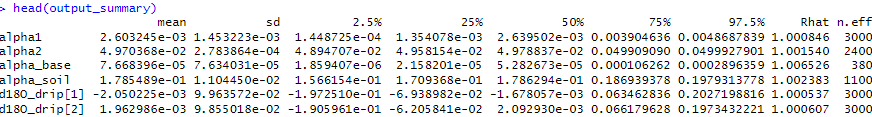 > head(output_summary)
mean sd 2.5% 25% 50% 75% 97.5% Rhat n.eff
alpha1 2.603245e-03 1.453223e-03 1.448725e-04 1.354078e-03 2.639502e-03 0.003904636 0.0048687839 1.000846 3000
alpha2 4.970368e-02 2.783864e-04 4.894707e-02 4.958154e-02 4.978837e-02 0.049909090 0.0499927901 1.001540 2400
alpha_base 7.668396e-05 7.634031e-05 1.859407e-06 2.158201e-05 5.282673e-05 0.000106262 0.0002896359 1.006526 380
alpha_soil 1.785489e-01 1.104450e-02 1.566154e-01 1.709368e-01 1.786294e-01 0.186939378 0.1979313778 1.002383 1100
d18O_drip[1] -2.050225e-03 9.963572e-02 -1.972510e-01 -6.938982e-02 -1.678057e-03 0.063462836 0.2027198816 1.000537 3000
d18O_drip[2] 1.962986e-03 9.855018e-02 -1.905961e-01 -6.205841e-02 2.092930e-03 0.066179628 0.1973432221 1.000607 3000